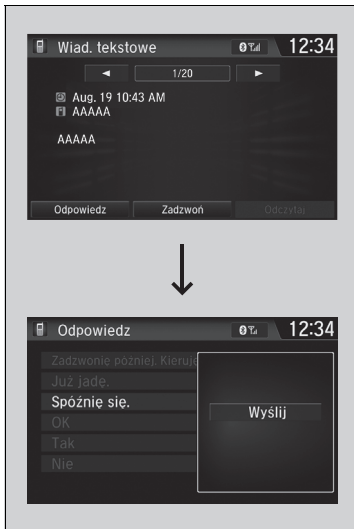 Wiad. tekstowe 12:34
1/20
Aug. 19 10:43 AM
AAAAA
AAAAA
Odpowiedz Zadzwoń Odczytaj
Odpowiedz 12:34
Zadzwonię później. Kieruję
Już jadę.
Spóźnię się.
OK
Tak
Nie
Wyślij